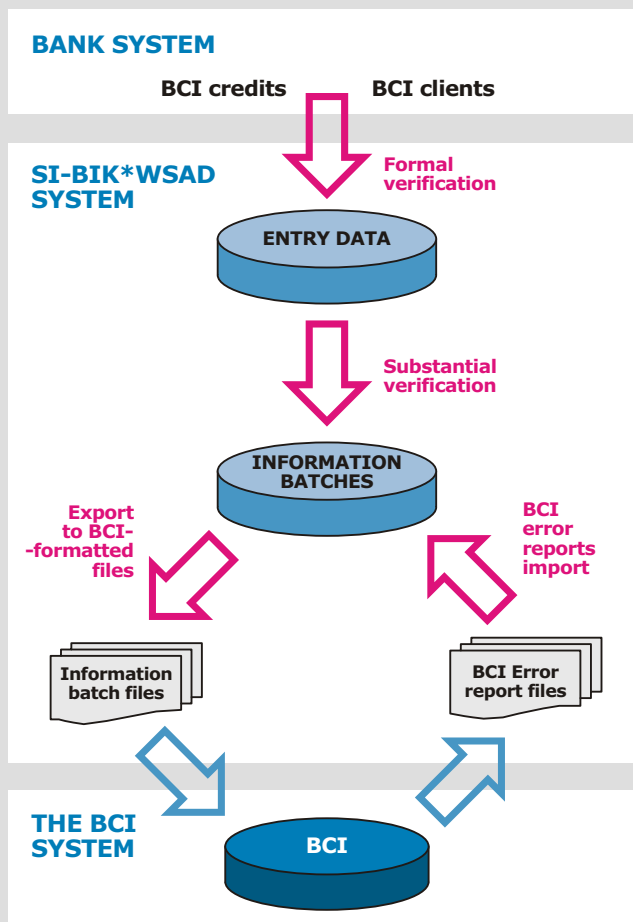 BANK SYSTEM
BCI credits
BCI clients
SI-BIK*WSAD
SYSTEM
Formal
verification
ENTRY DATA
Substantial
verification
INFORMATION
BATCHES
Export
to BCI-
-formatted
files
BCI
error
reports
import
Information
batch files
BCI Error
report files
THE BCI
SYSTEM
BCI